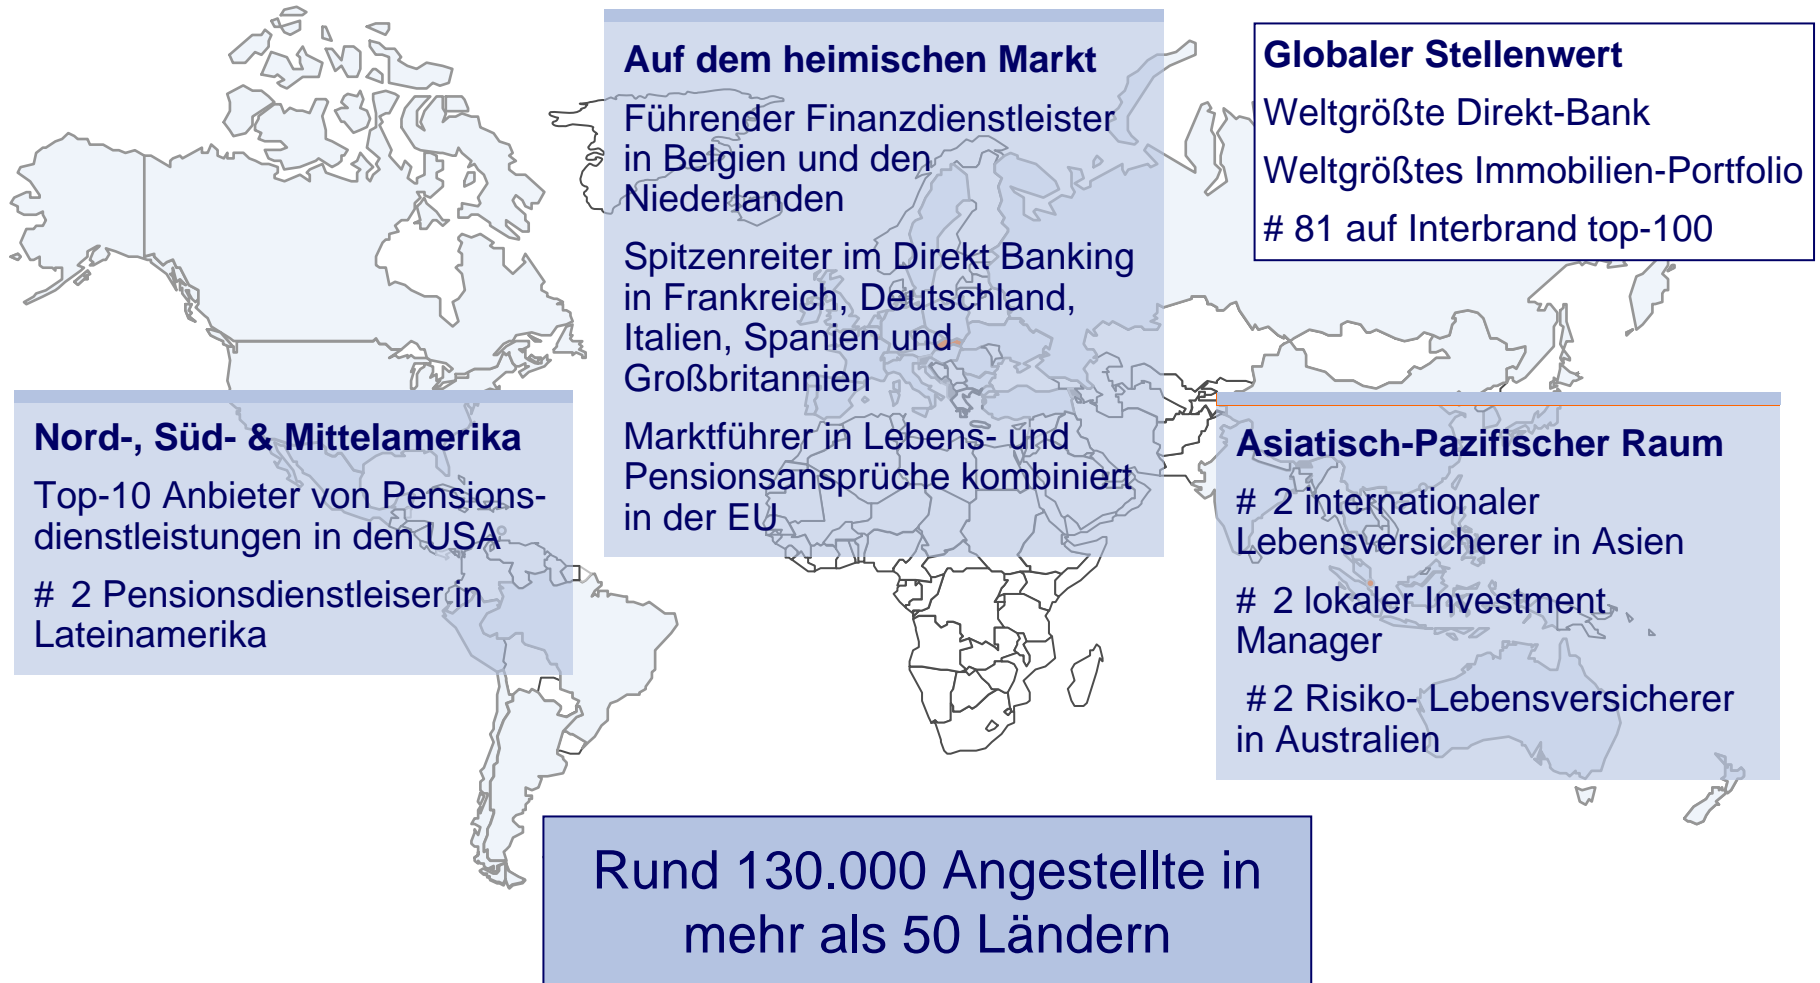 Auf dem heimischen Markt
Führender Finanzdienstleister
in Belgien und den
Niederlanden
Spitzenreiter im Direkt Banking
in Frankreich, Deutschland,
Italien, Spanien und
Großbritannien
Marktführer in Lebens- und
Pensionsansprüche kombiniert
in der EU
Globaler Stellenwert
Weltgrößte Direkt-Bank
Weltgrößtes Immobilien-Portfolio
# 81 auf Interbrand top-100
Nord-, Süd- & Mittelamerika
Top-10 Anbieter von Pensions-
dienstleistungen in den USA
# 2 Pensionsdienstleiser in
Lateinamerika
Asiatisch-Pazifischer Raum
# 2 internationaler
Lebensversicherer in Asien
# 2 lokaler Investment
Manager
#2 Risiko- Lebensversicherer
in Australien
Rund 130.000 Angestellte in
mehr als 50 Ländern